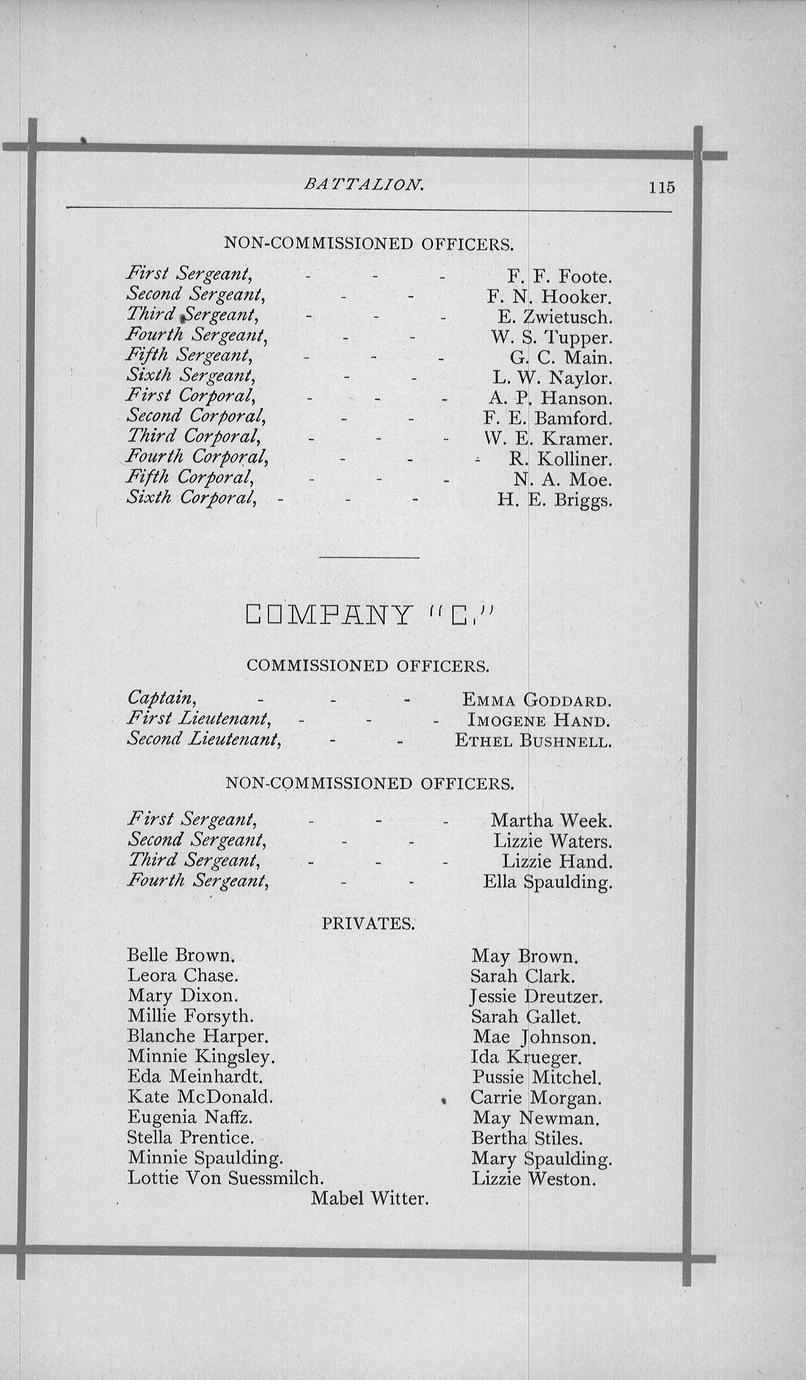 BATTALION. 115
NON-COMMISSIONED OFFICERS.
First Sergeant, - - - F. F. Foote.
Second Sergeant, - - F. N. Hooker.
Third Sergeant, - - - E. Zwietusch.
Fourth Sergeant, - - W. S. Tupper.
Fifth Sergeant, - - - G. C. Main.
Sixth Sergeant, - - L. W. Naylor.
First Corporal, - - - A. P. Hanson.
Second Corporal, - - F. E. Bamford.
Third Corporal, - - - W. E. Kramer.
Fourth Corporal, - - - R. Kolliner.
Fifth Corporal, - - - N. A. Moe.
Sixth Corporal, - - - H. E. Briggs.
COMPANY "C."
COMMISSIONED OFFICERS.
Captain, - - - EMMA GODDARD.
First Lieutenant, - - - IMOGENE HAND.
Second Lieutenant, - - ETHEL BUSHNELL.
NON-COMMISSIONED OFFICERS.
First Sergeant, - - - Martha Week.
Second Sergeant, - - Lizzie Waters.
Third Sergeant, - - - Lizzie Hand.
Fourth Sergeant, - - Ella Spaulding.
PRIVATES.
Belle Brown. May Brown.
Leora Chase. Sarah Clark.
Mary Dixon. Jessie Dreutzer.
Millie Forsyth. Sarah Gallet.
Blanche Harper. Mae Johnson.
Minnie Kingsley. Ida Krueger.
Eda Meinhardt. Pussie Mitchel.
Kate McDonald. Carrie Morgan.
Eugenia Naffz. May Newman.
Stella Prentice. Bertha Stiles.
Minnie Spaulding. Mary Spaulding.
Lottie Von Suessmilch. Lizzie Weston.
Mabel Witter.